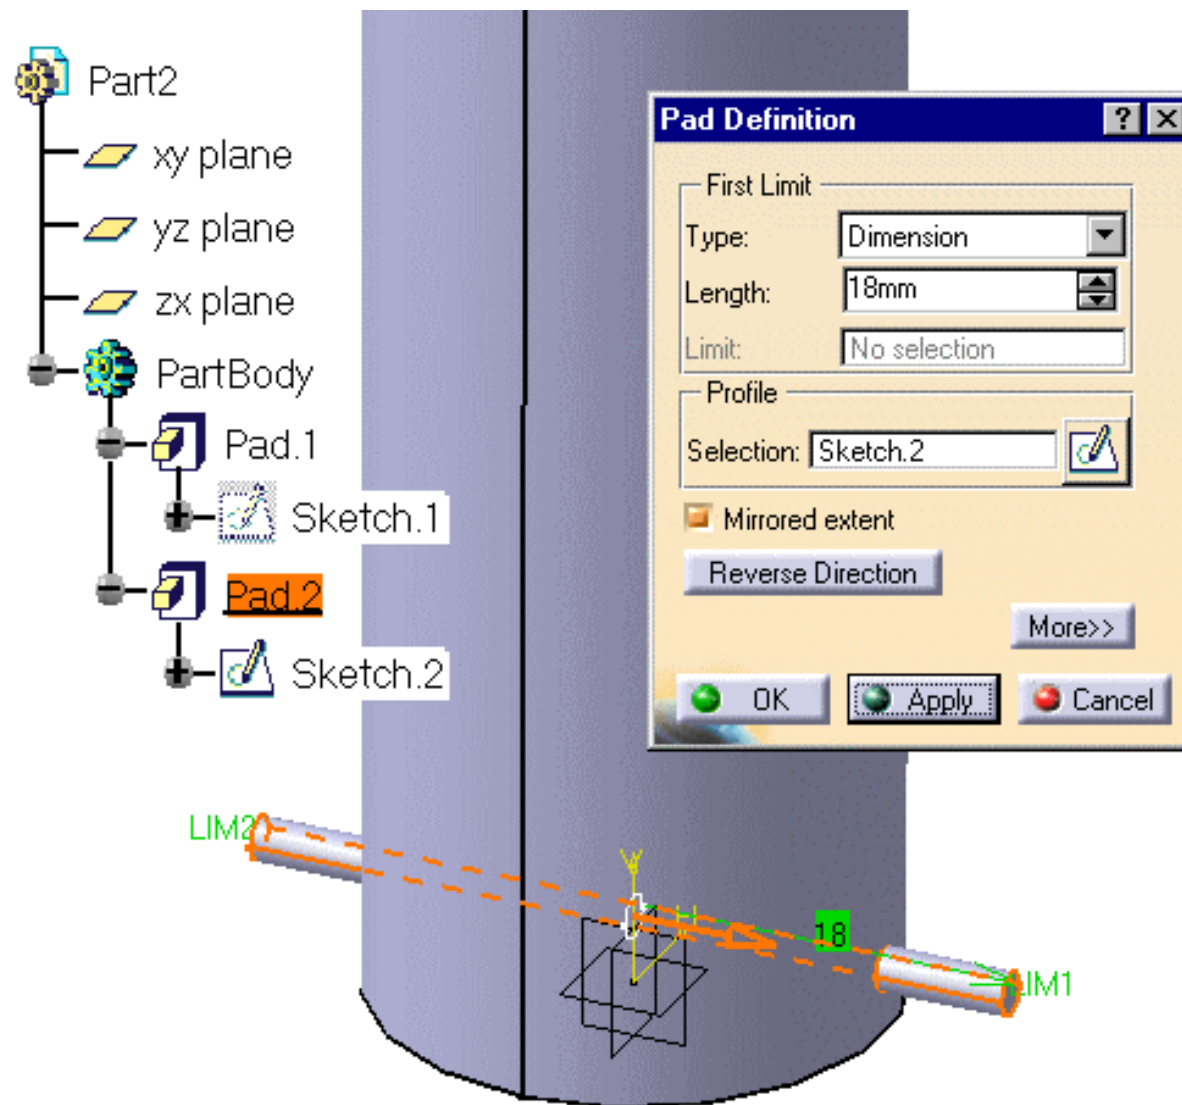 Part2
xy plane
yz plane
zx plane
PartBody
Pad.1
Sketch.1
Pad.2
Sketch.2
Pad Definition
First Limit
Type: Dimension
Length: 18mm
Limit: No selection
Profile
Selection: Sketch.2
Mirrored extent
Reverse Direction
More>>
OK Apply Cancel
LIM2
V
H
18
LIM1